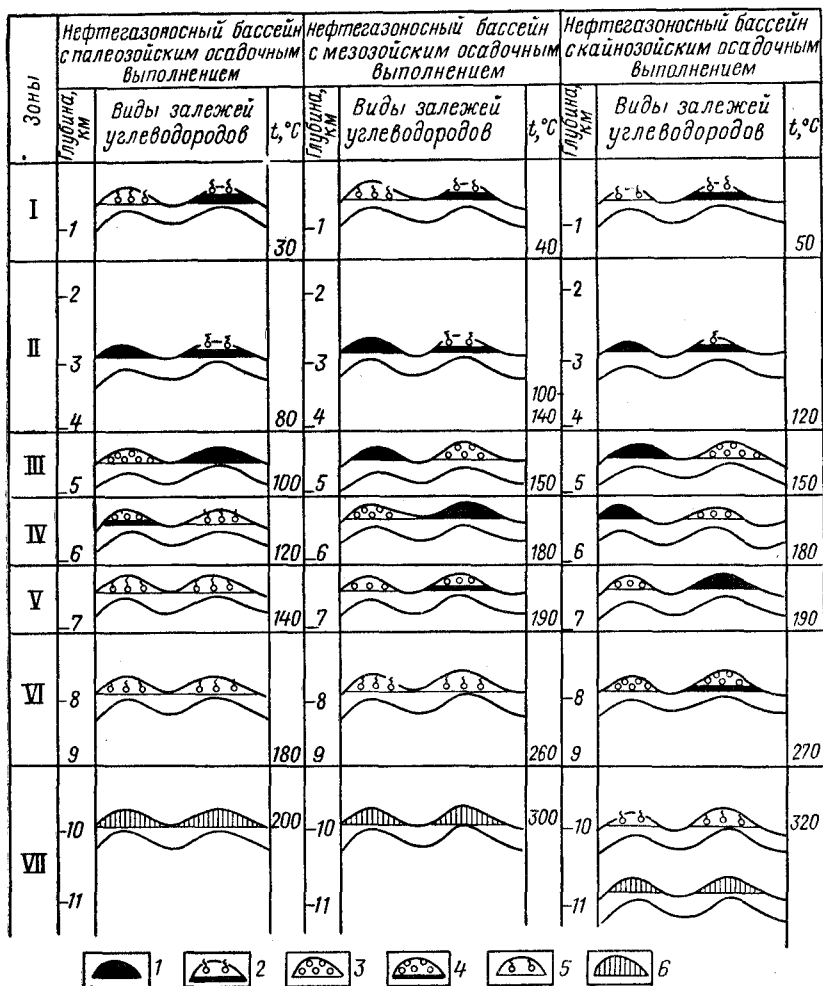 Зоны
Нефтегазоносный бассейн
с палеозойским осадочным
выполнением
Нефтегазоносный бассейн
с мезозойским осадочным
выполнением
Нефтегазоносный бассейн
с кайнозойским осадочным
выполнением
Глубина, км
Виды залежей
углеводородов
t,°C
Глубина, км
Виды залежей
углеводородов
t,°C
Глубина, км
Виды залежей
углеводородов
t,°C
I
1
30
1
40
1
50
II
2
3
4
80
2
3
4
100-
140
2
3
4
120
III
5
100
5
150
5
150
IV
6
120
6
180
6
180
V
7
140
7
190
7
190
VI
8
9
180
8
9
260
8
9
270
VII
10
11
200
10
11
300
10
11
320
1 2 3 4 5 6